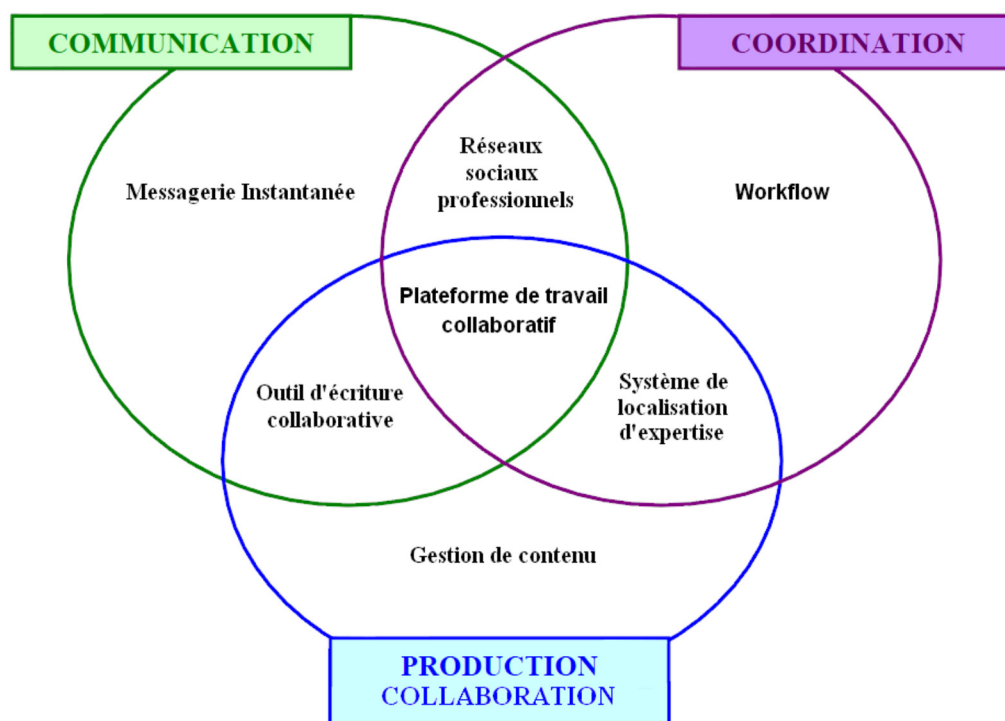 COMMUNICATION
COORDINATION
Réseaux
sociaux
professionnels
Messagerie Instantanée
Workflow
Plateforme de travail
collaboratif
Outil d'écriture
collaborative
Système de
localisation
d'expertise
Gestion de contenu
PRODUCTION
COLLABORATION